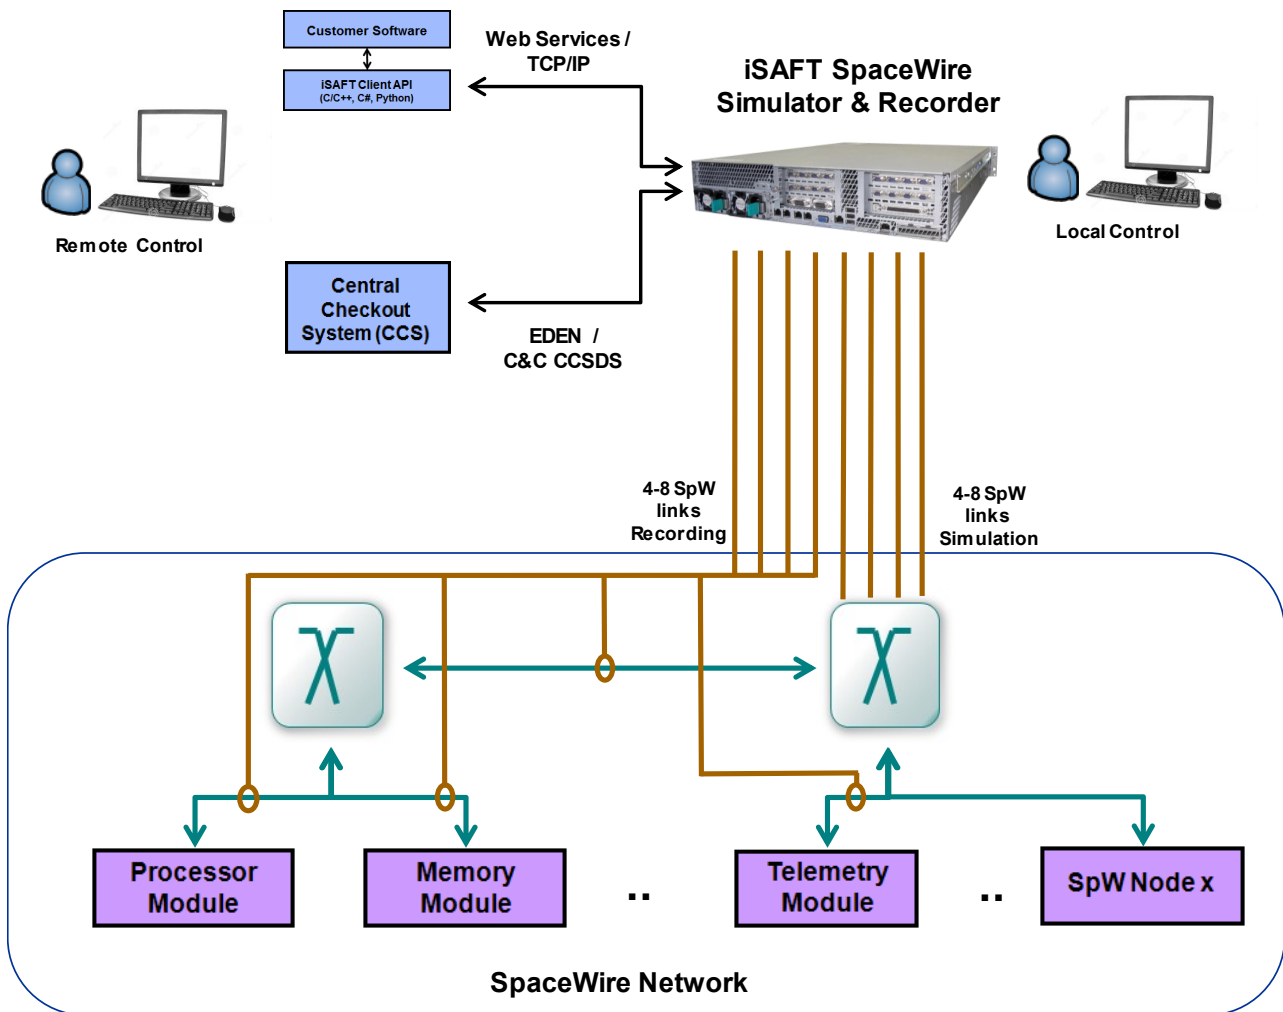 Customer Software
iSAFT Client API
(C/C++, C#, Python)
Web Services /
TCP/IP
iSAFT SpaceWire
Simulator & Recorder
Remote Control
Local Control
Central
Checkout
System (CCS)
EDEN /
C&C CCSDS
4-8 SpW
links
Recording
4-8 SpW
links
Simulation
Processor
Module
Memory
Module
..
Telemetry
Module
..
SpW Node x
SpaceWire Network